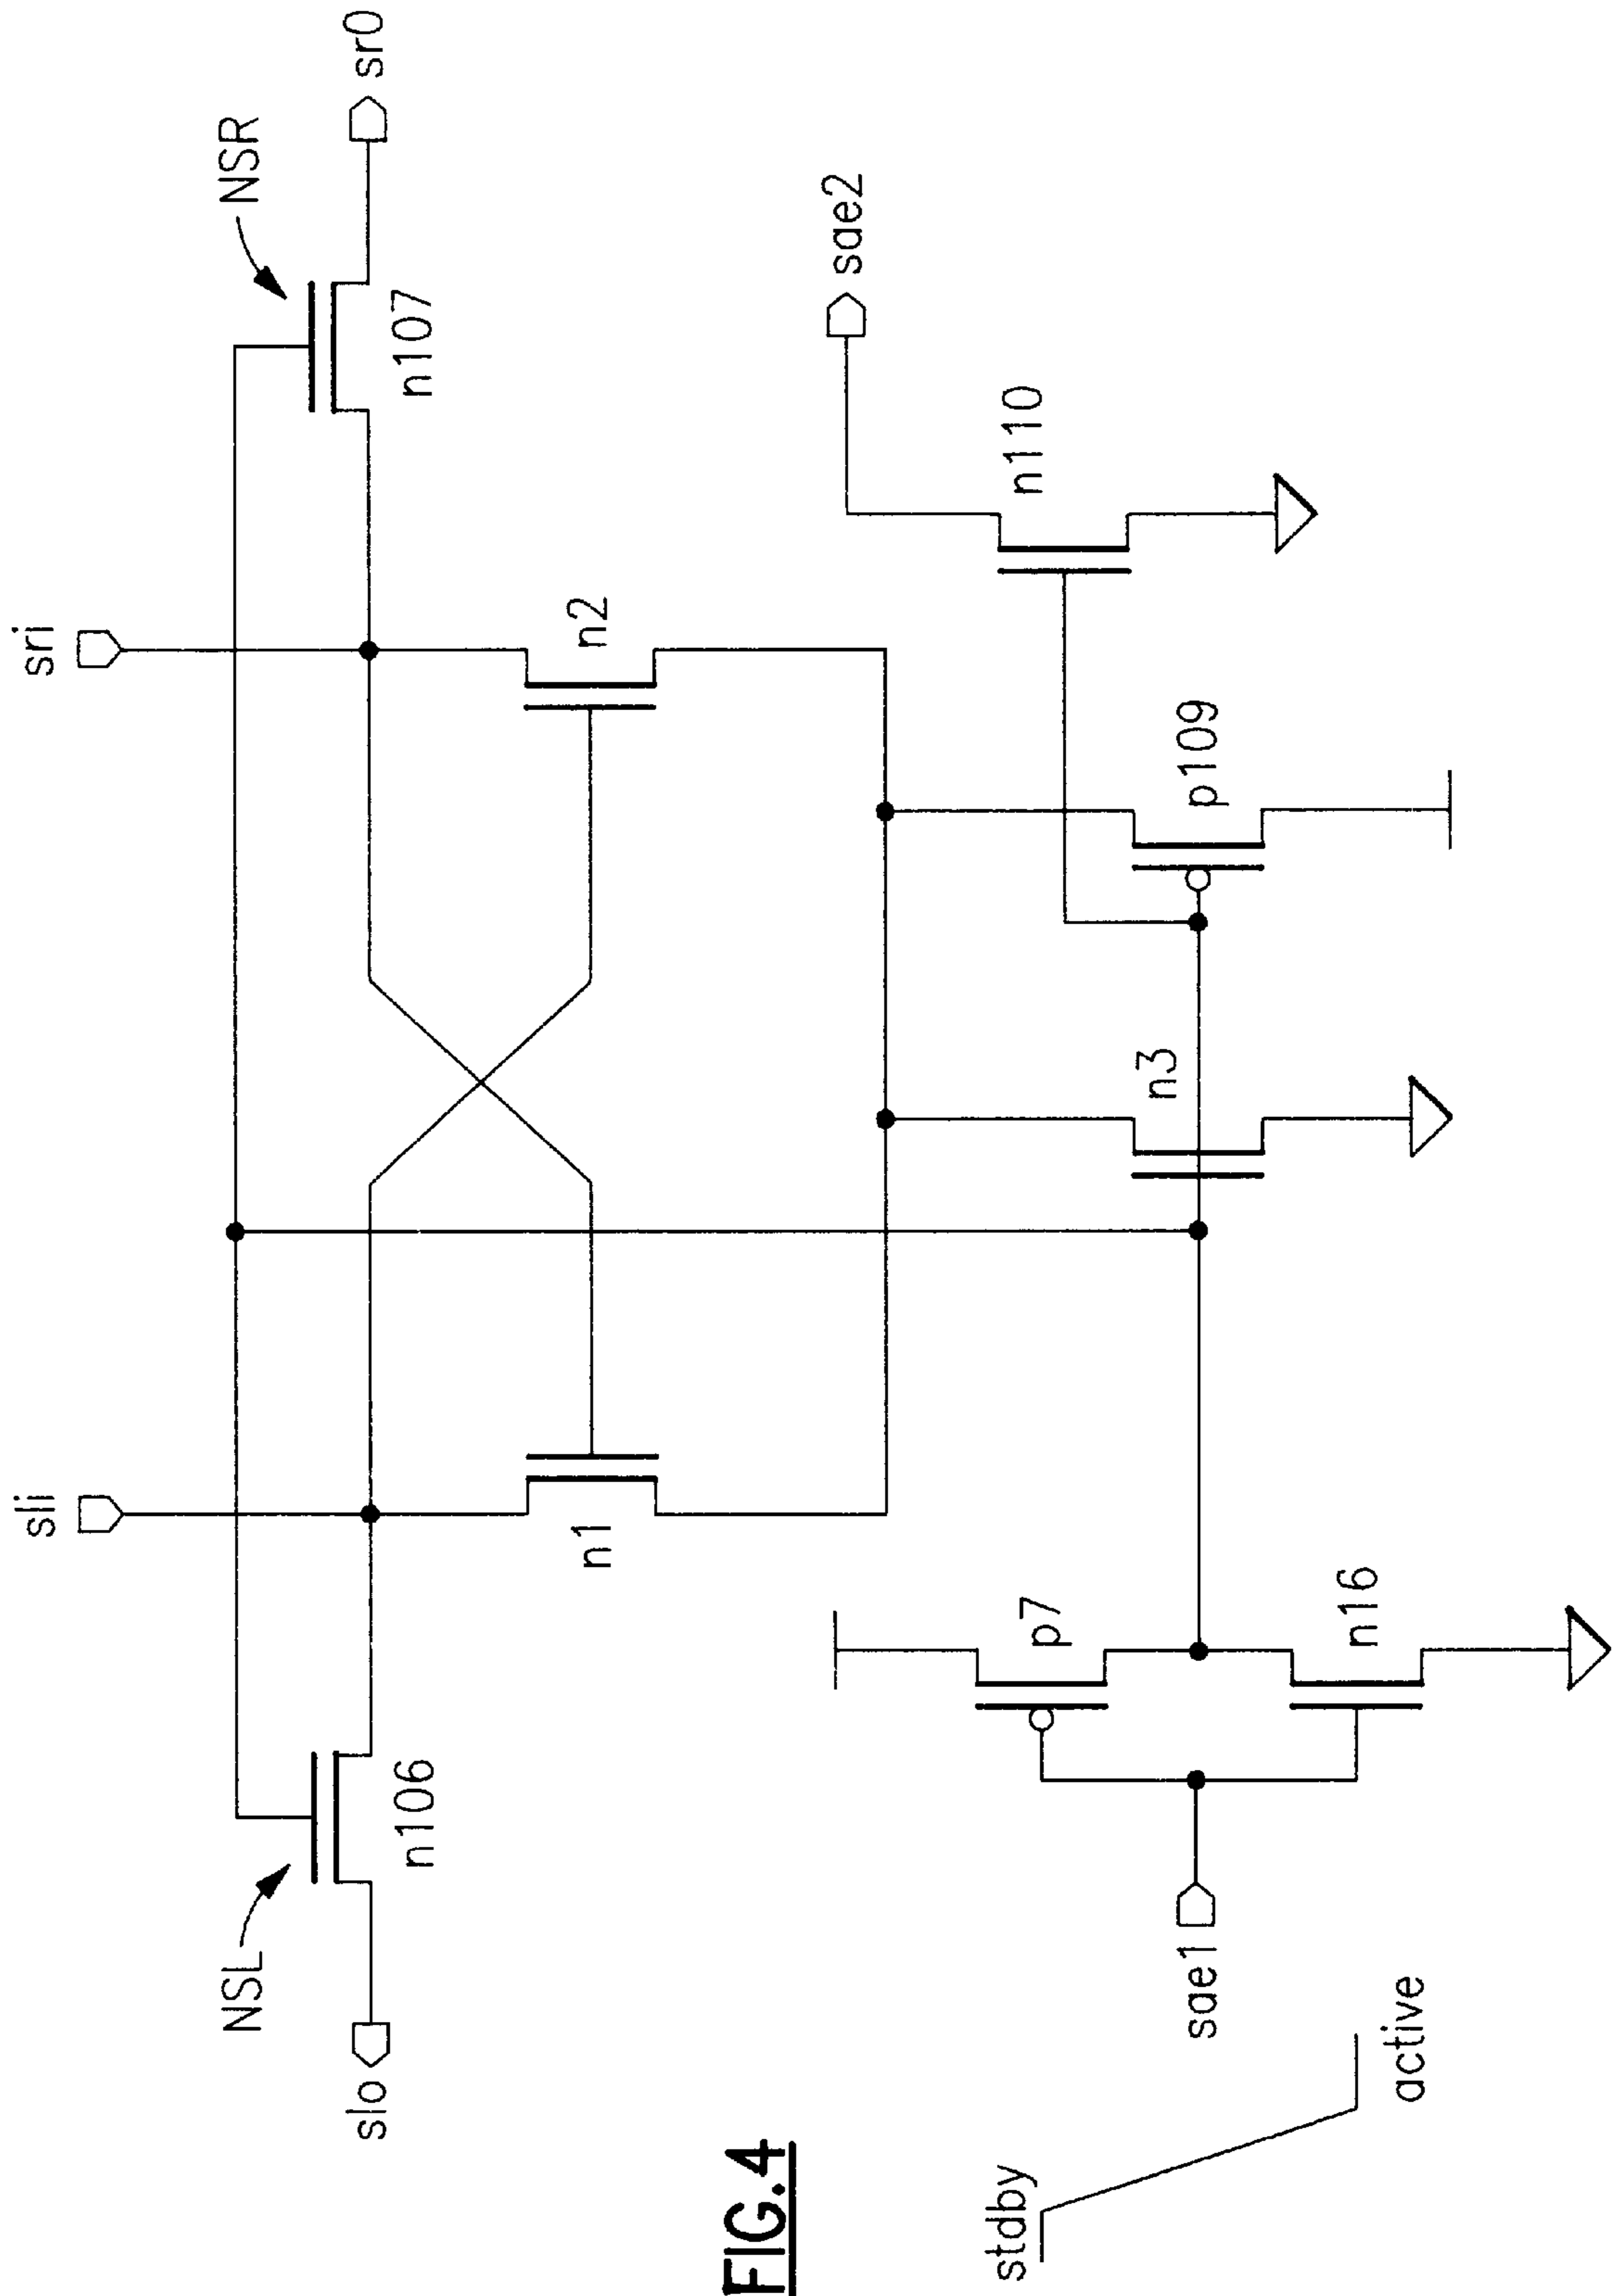 FIG.4
sli
sri
NSL
NSR
n106
n107
slo
sr0
n1
n2
sae2
n110
p7
n3
p109
n16
sae1
stdby
active